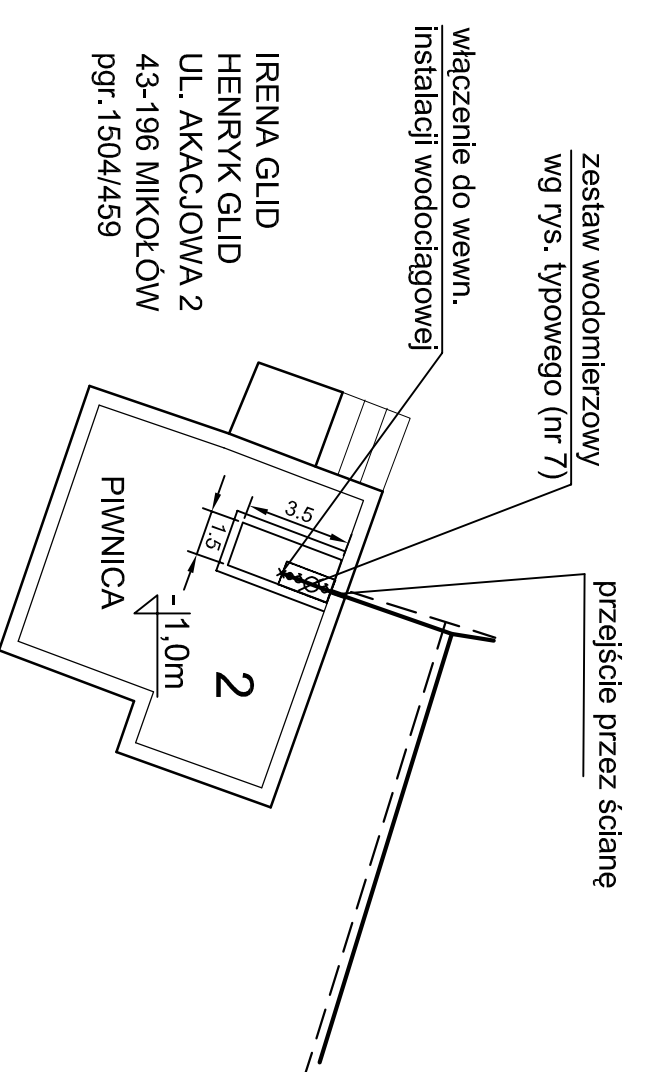 zestaw wodomierzowy
wg rys. typowego (nr 7)
przejście przez ścianę
włączenie do wewn.
instalacji wodociągowej
IRENA GLID
HENRYK GLID
UL. AKACJOWA 2
43-196 MIKOŁÓW
pgr.1504/459
3.5
1.5
PIWNICA
- 1,0m
2